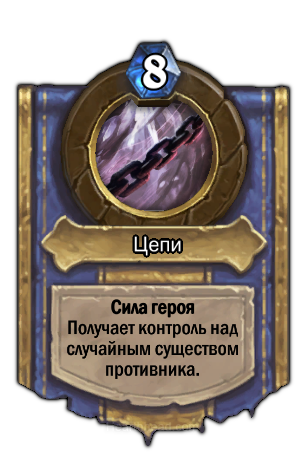 8
Цепи
Сила героя
Получает контроль над
случайным существом
противника.